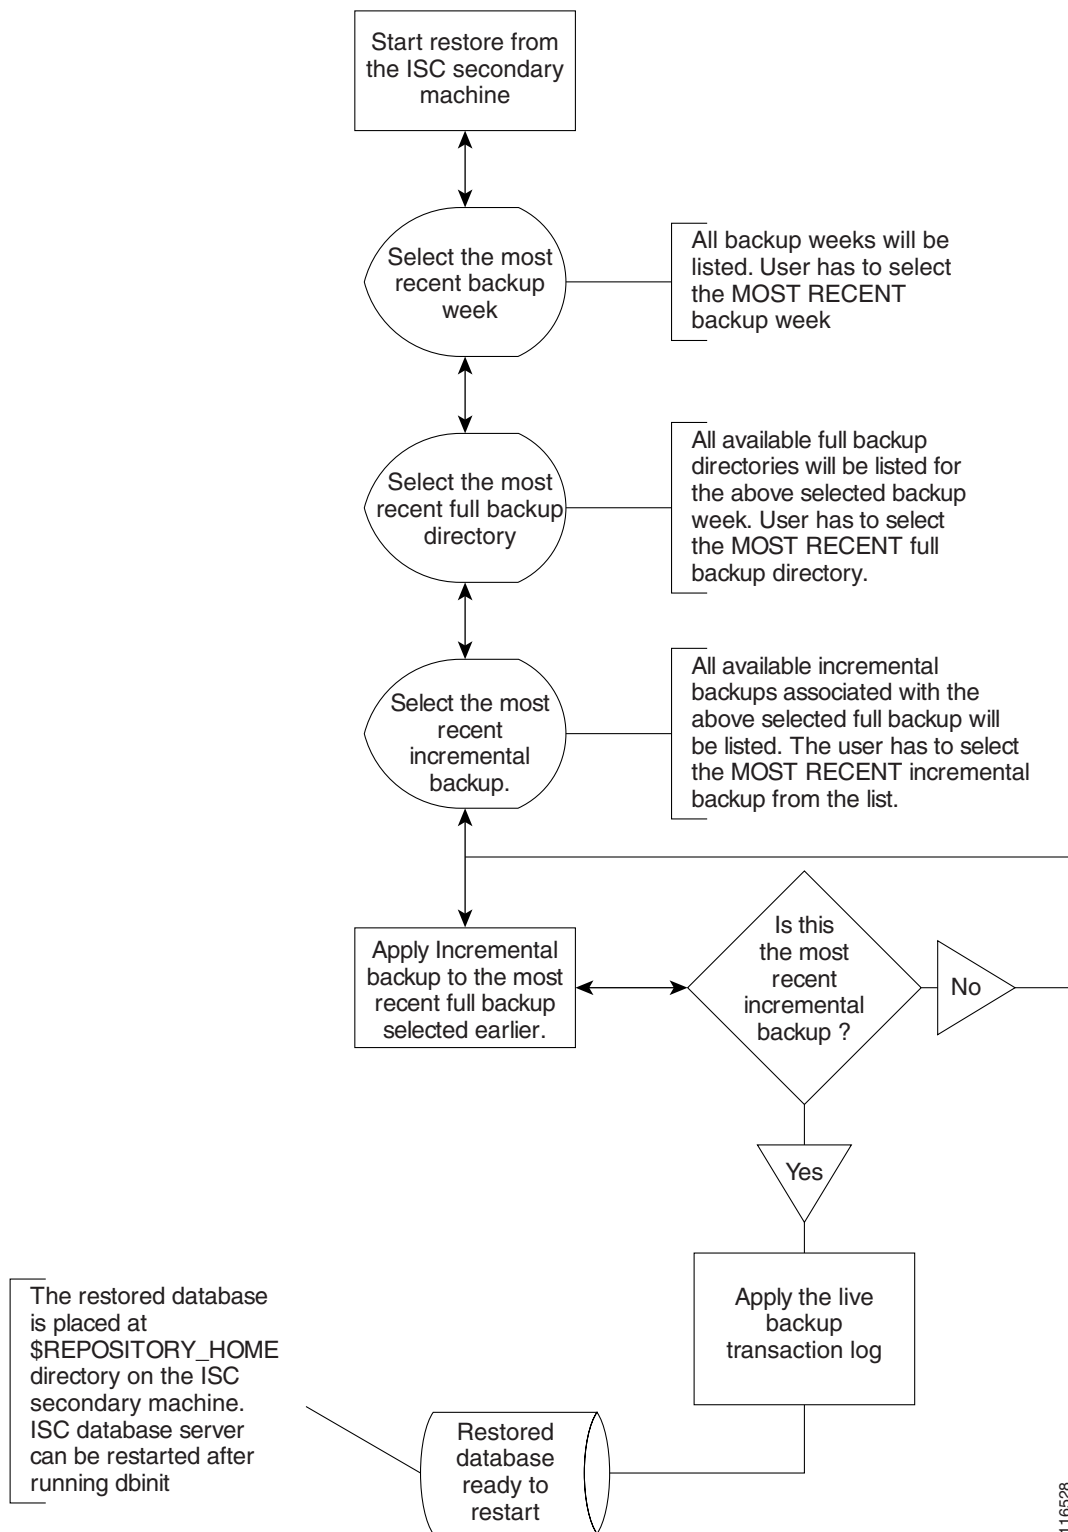 Start restore from
the ISC secondary
machine
Select the most
recent backup
week
All backup weeks will be
listed. User has to select
the MOST RECENT
backup week
Select the most
recent full backup
directory
All available full backup
directories will be listed for
the above selected backup
week. User has to select
the MOST RECENT full
backup directory.
Select the most
recent
incremental
backup.
All available incremental
backups associated with the
above selected full backup will
be listed. The user has to select
the MOST RECENT incremental
backup from the list.
Apply Incremental
backup to the most
recent full backup
selected earlier.
Is this
the most
recent
incremental
backup ?
No
Yes
Apply the live
backup
transaction log
The restored database
is placed at
$REPOSITORY_HOME
directory on the ISC
secondary machine.
ISC database server
can be restarted after
running dbinit
Restored
database
ready to
restart
116528